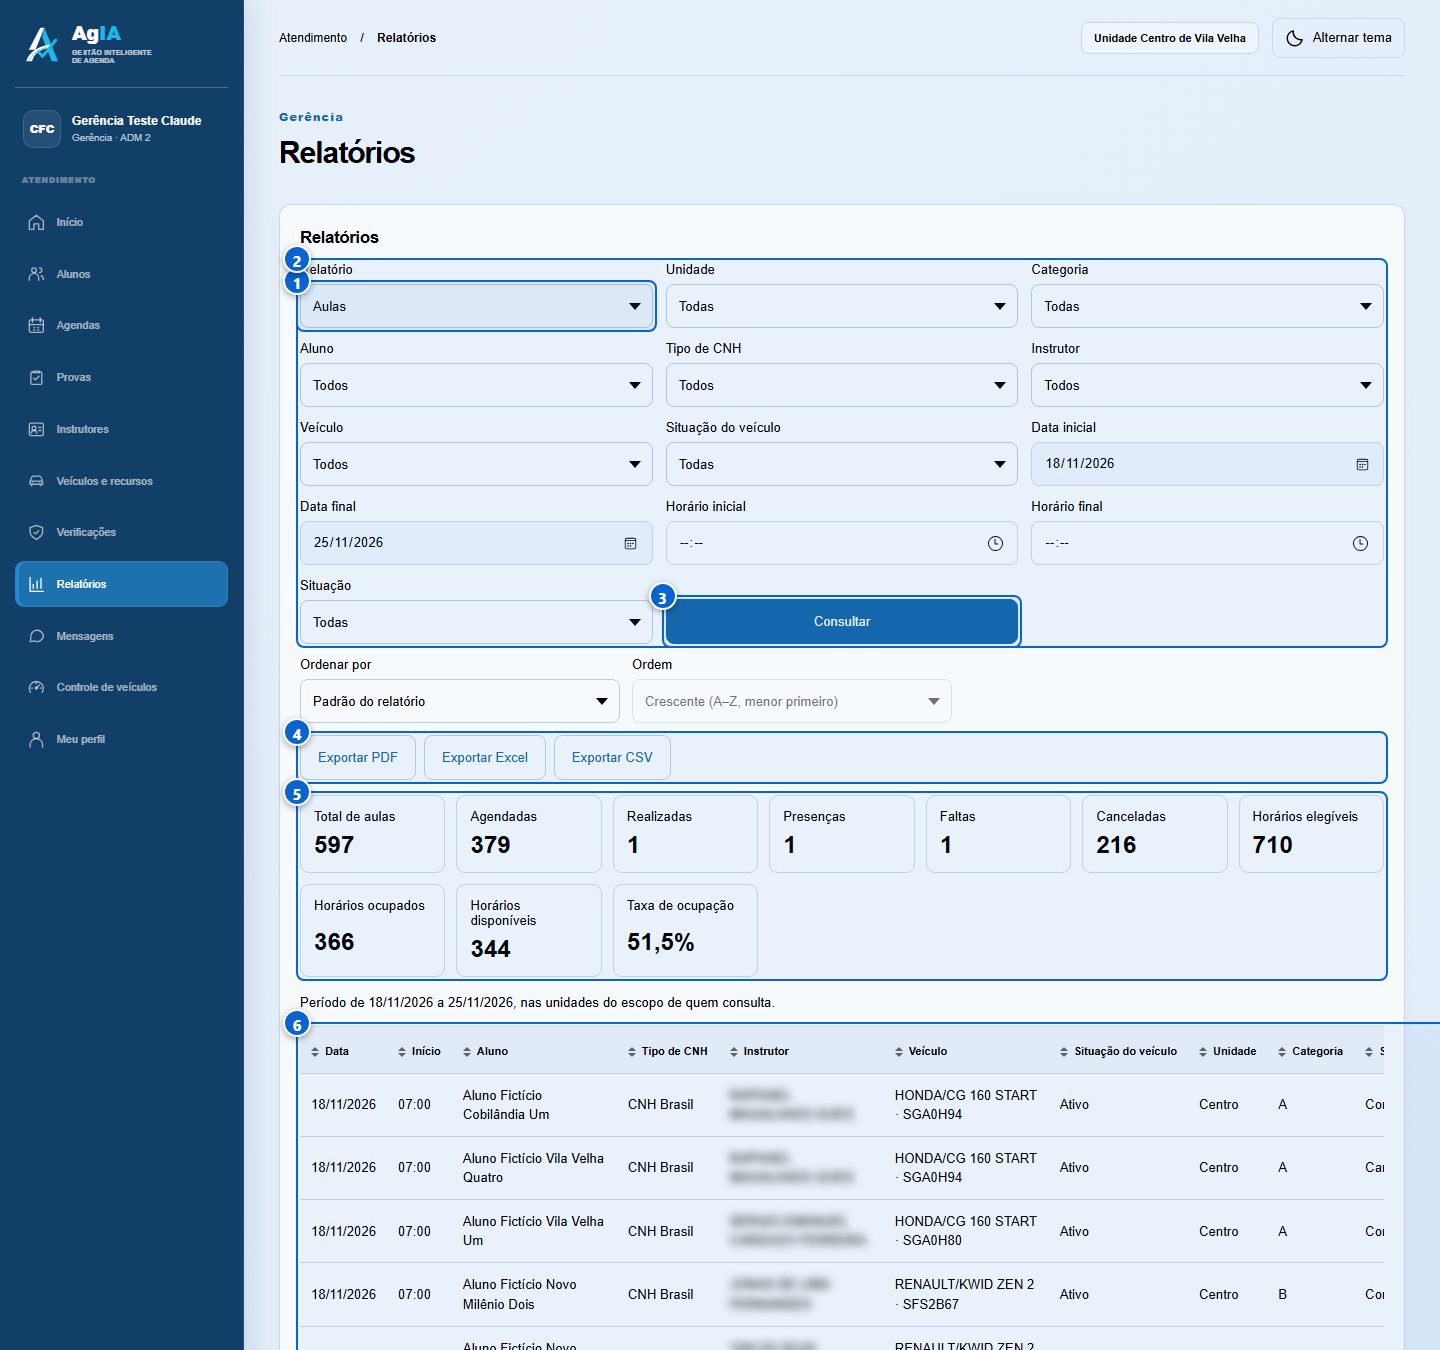 AgIA
GESTÃO INTELIGENTE
DE AGENDA
CFC
Gerência Teste Claude
Gerência · ADM 2
ATENDIMENTO
Início
Alunos
Agendas
Provas
Instrutores
Veículos e recursos
Verificações
Relatórios
Mensagens
Controle de veículos
Meu perfil
Atendimento / Relatórios
Unidade Centro de Vila Velha
Alternar tema
Gerência
Relatórios
Relatórios
2
elatório Unidade Categoria
1
Aulas Todas Todas
Aluno Tipo de CNH Instrutor
Todos Todos Todos
Veículo Situação do veículo Data inicial
Todos Todas 18/11/2026
Data final Horário inicial Horário final
25/11/2026 --:-- --:--
Situação
3
Todas Consultar
Ordenar por Ordem
Padrão do relatório Crescente (A–Z, menor primeiro)
4
Exportar PDF Exportar Excel Exportar CSV
5
Total de aulas Agendadas Realizadas Presenças Faltas Canceladas Horários elegíveis
597 379 1 1 1 216 710
Horários ocupados Horários disponíveis Taxa de ocupação
366 344 51,5%
Período de 18/11/2026 a 25/11/2026, nas unidades do escopo de quem consulta.
6
Data Início Aluno Tipo de CNH Instrutor Veículo Situação do veículo Unidade Categoria S
18/11/2026 07:00 Aluno Fictício Cobilândia Um CNH Brasil HONDA/CG 160 START · SGA0H94 Ativo Centro A Co
18/11/2026 07:00 Aluno Fictício Vila Velha Quatro CNH Brasil HONDA/CG 160 START · SGA0H94 Ativo Centro A Ca
18/11/2026 07:00 Aluno Fictício Vila Velha Um CNH Brasil HONDA/CG 160 START · SGA0H80 Ativo Centro A Co
18/11/2026 07:00 Aluno Fictício Novo Milênio Dois CNH Brasil RENAULT/KWID ZEN 2 · SFS2B67 Ativo Centro B Co
Aluno Fictício Novo RENAULT/KWID ZEN 2